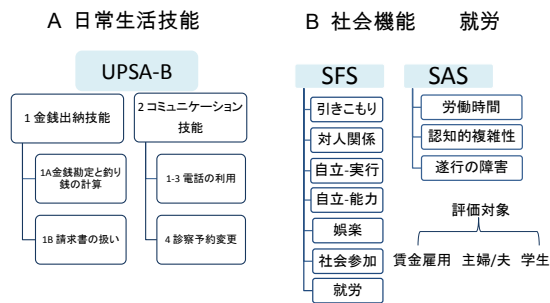 A 日常生活技能
UPSA-B
1 金銭出納技能
2 コミュニケーション
技能
1A金銭勘定と釣り
銭の計算
1-3 電話の利用
1B 請求書の扱い
4 診察予約変更
B 社会機能 就労
SFS
引きこもり
対人関係
自立-実行
自立-能力
娯楽
社会参加
就労
SAS
労働時間
認知的複雑性
遂行の障害
評価対象
賃金雇用 主婦/夫 学生